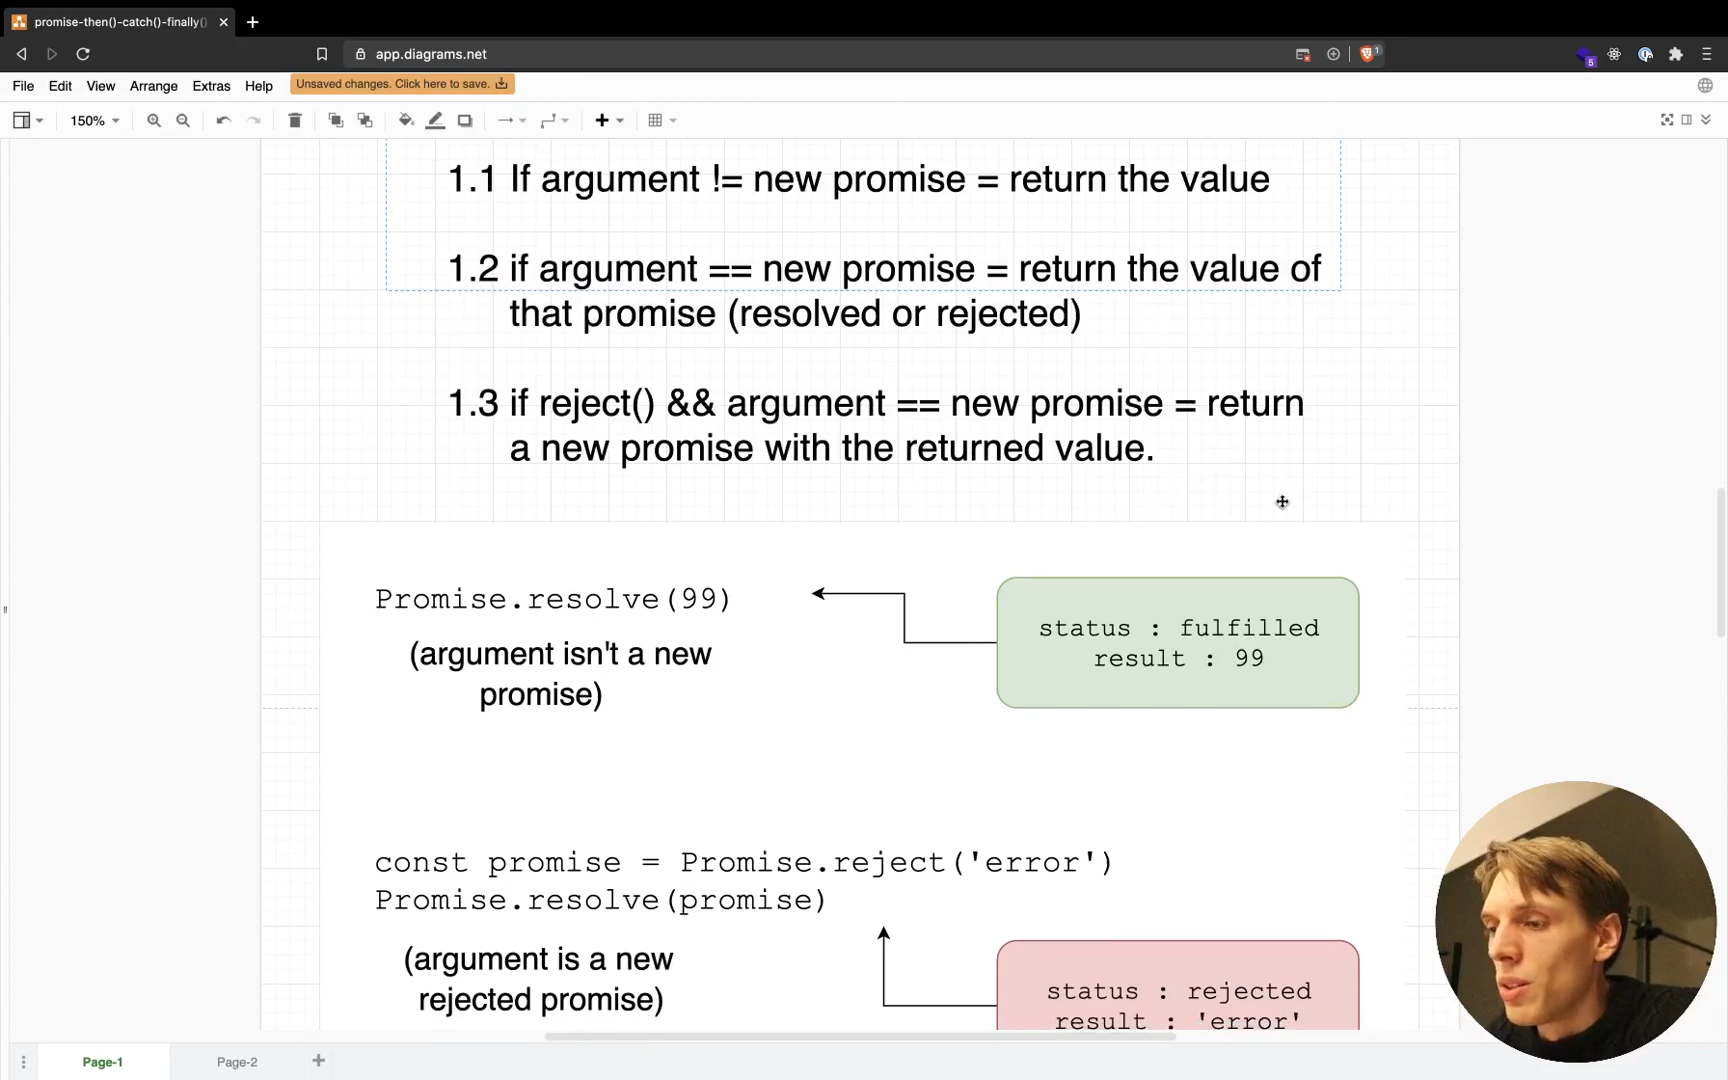 promise-then()-catch()-finally()
app.diagrams.net
1
5
File Edit View Arrange Extras Help
Unsaved changes. Click here to save.
150%
1.1 If argument != new promise = return the value
1.2 if argument == new promise = return the value of
that promise (resolved or rejected)
1.3 if reject() && argument == new promise = return
a new promise with the returned value.
Promise.resolve(99)
(argument isn't a new
promise)
status : fulfilled
result : 99
const promise = Promise.reject('error')
Promise.resolve(promise)
(argument is a new
rejected promise)
status : rejected
result : 'error'
Page-1 Page-2